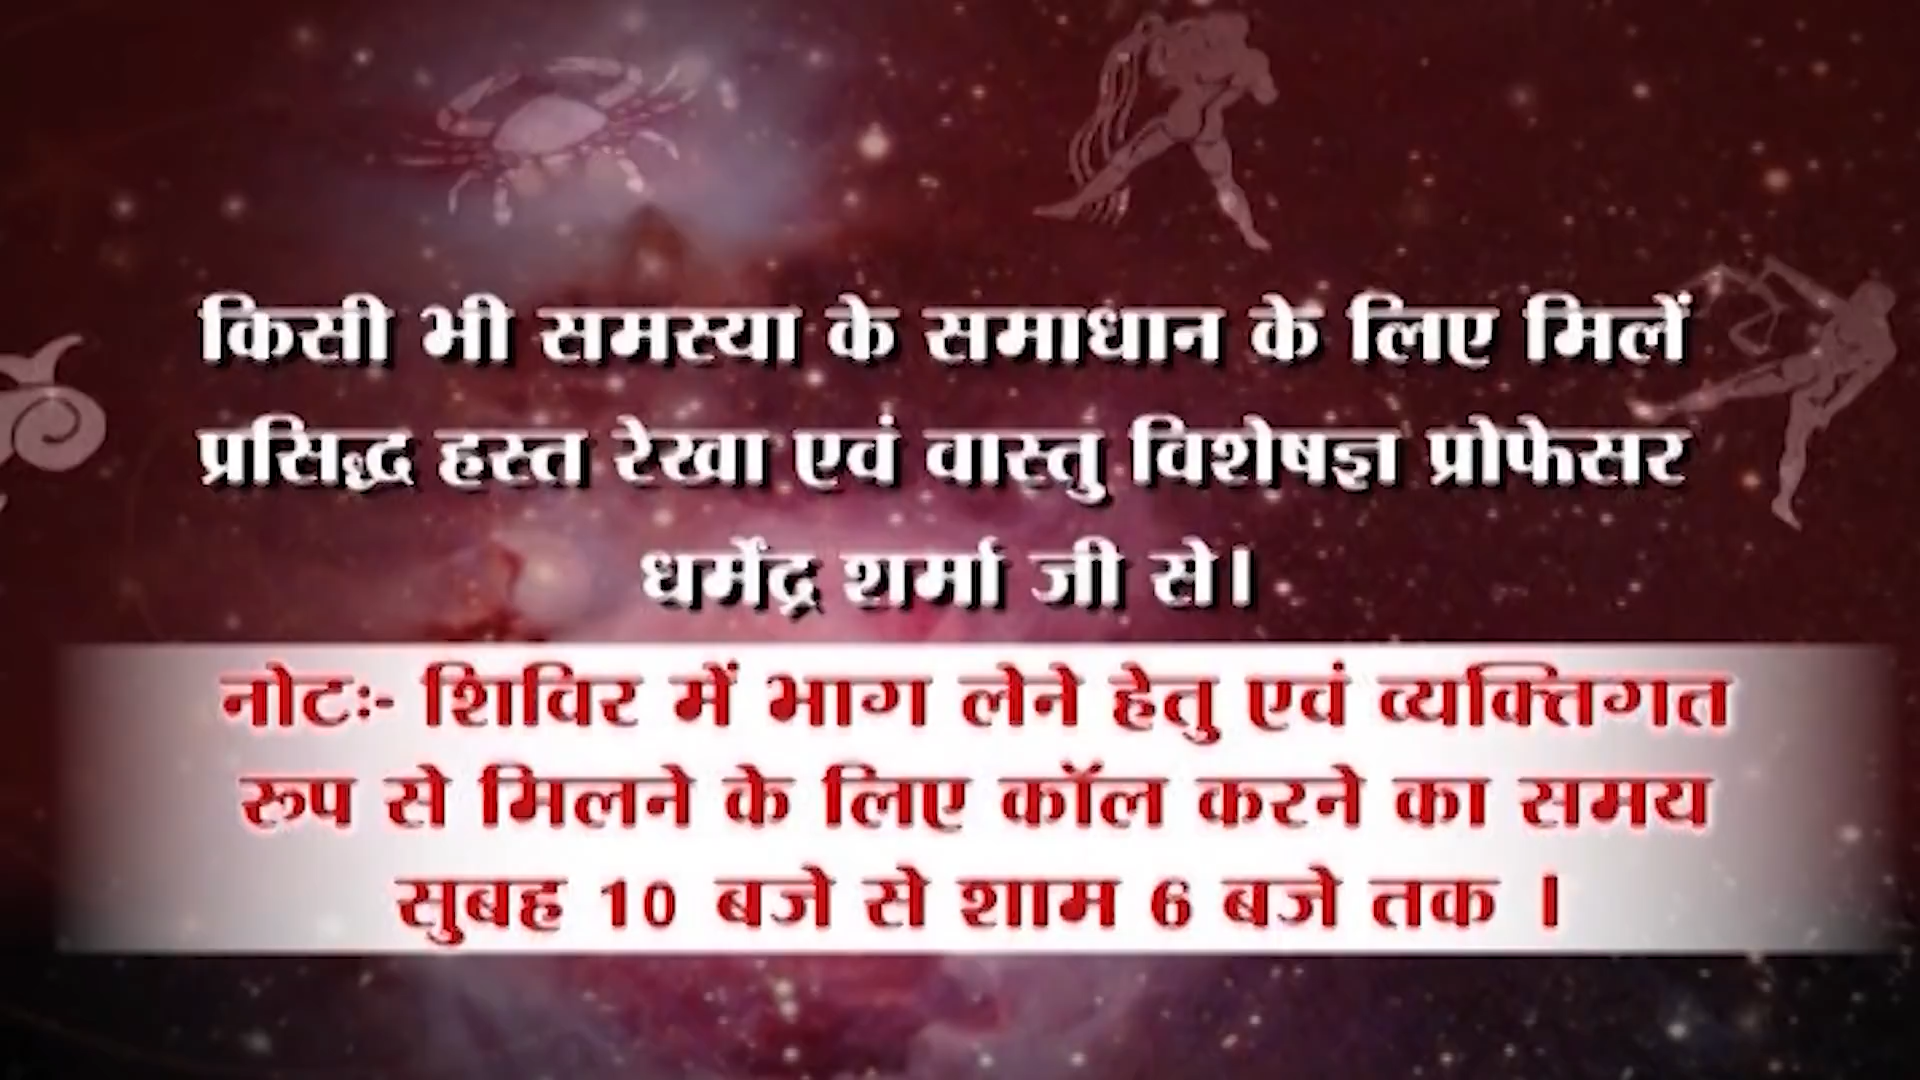 किसी भी समस्या के समाधान के लिए मिलें
प्रसिद्ध हस्त रेखा एवं वास्तु विशेषज्ञ प्रोफेसर
धर्मेंद्र शर्मा जी से।
नोटः- शिविर में भाग लेने हेतु एवं व्यक्तिगत
रूप से मिलने के लिए कॉल करने का समय
सुबह 10 बजे से शाम 6 बजे तक ।